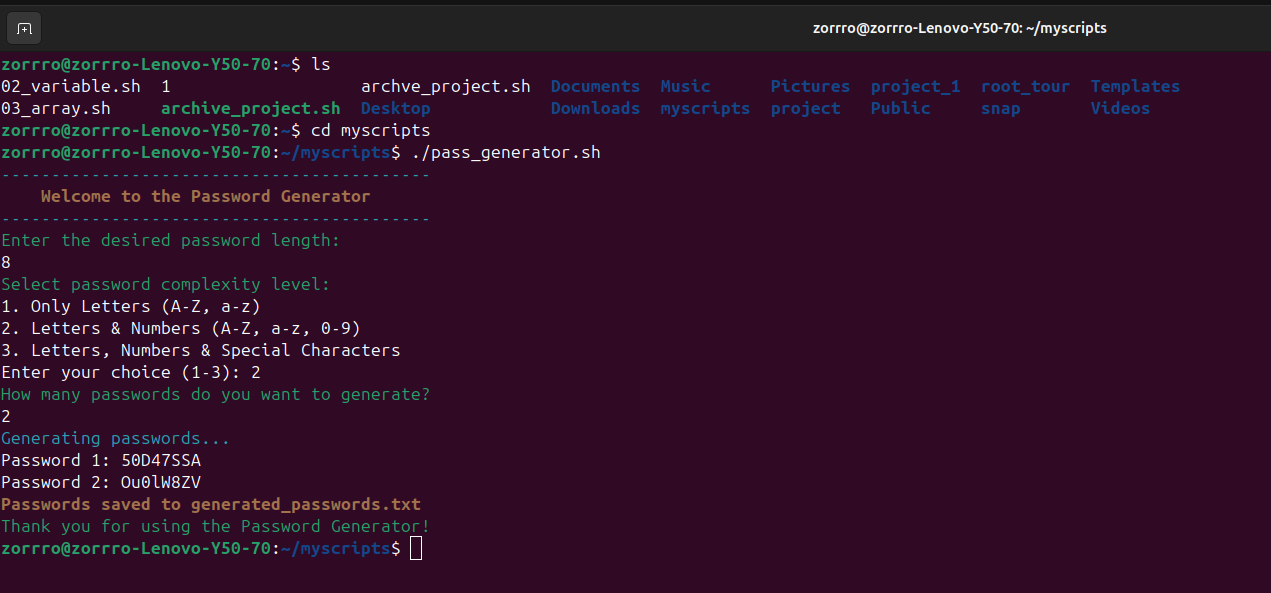 zorrro@zorrro-Lenovo-Y50-70: ~/myscripts
zorrro@zorrro-Lenovo-Y50-70:~$ ls
02_variable.sh  1                   archve_project.sh  Documents  Music      Pictures  project_1  root_tour  Templates
03_array.sh     archive_project.sh  Desktop            Downloads  myscripts  project   Public     snap       Videos
zorrro@zorrro-Lenovo-Y50-70:~$ cd myscripts
zorrro@zorrro-Lenovo-Y50-70:~/myscripts$ ./pass_generator.sh
-------------------------------------------
    Welcome to the Password Generator
-------------------------------------------
Enter the desired password length:
8
Select password complexity level:
1. Only Letters (A-Z, a-z)
2. Letters & Numbers (A-Z, a-z, 0-9)
3. Letters, Numbers & Special Characters
Enter your choice (1-3): 2
How many passwords do you want to generate?
2
Generating passwords...
Password 1: 50D47SSA
Password 2: Ou0lW8ZV
Passwords saved to generated_passwords.txt
Thank you for using the Password Generator!
zorrro@zorrro-Lenovo-Y50-70:~/myscripts$